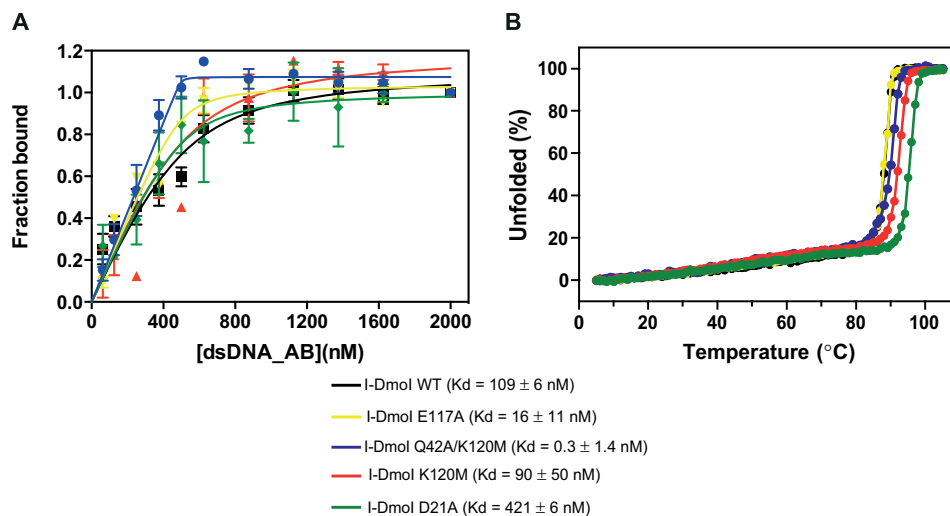 A
B
1.2
1.0
0.8
0.6
0.4
0.2
0.0
Fraction bound
0 400 800 1200 1600 2000
[dsDNA_AB](nM)
100
80
60
40
20
0
Unfolded (%)
0 20 40 60 80 100
Temperature (°C)
I-DmoI WT (Kd = 109 ± 6 nM)
I-DmoI E117A (Kd = 16 ± 11 nM)
I-DmoI Q42A/K120M (Kd = 0.3 ± 1.4 nM)
I-DmoI K120M (Kd = 90 ± 50 nM)
I-DmoI D21A (Kd = 421 ± 6 nM)